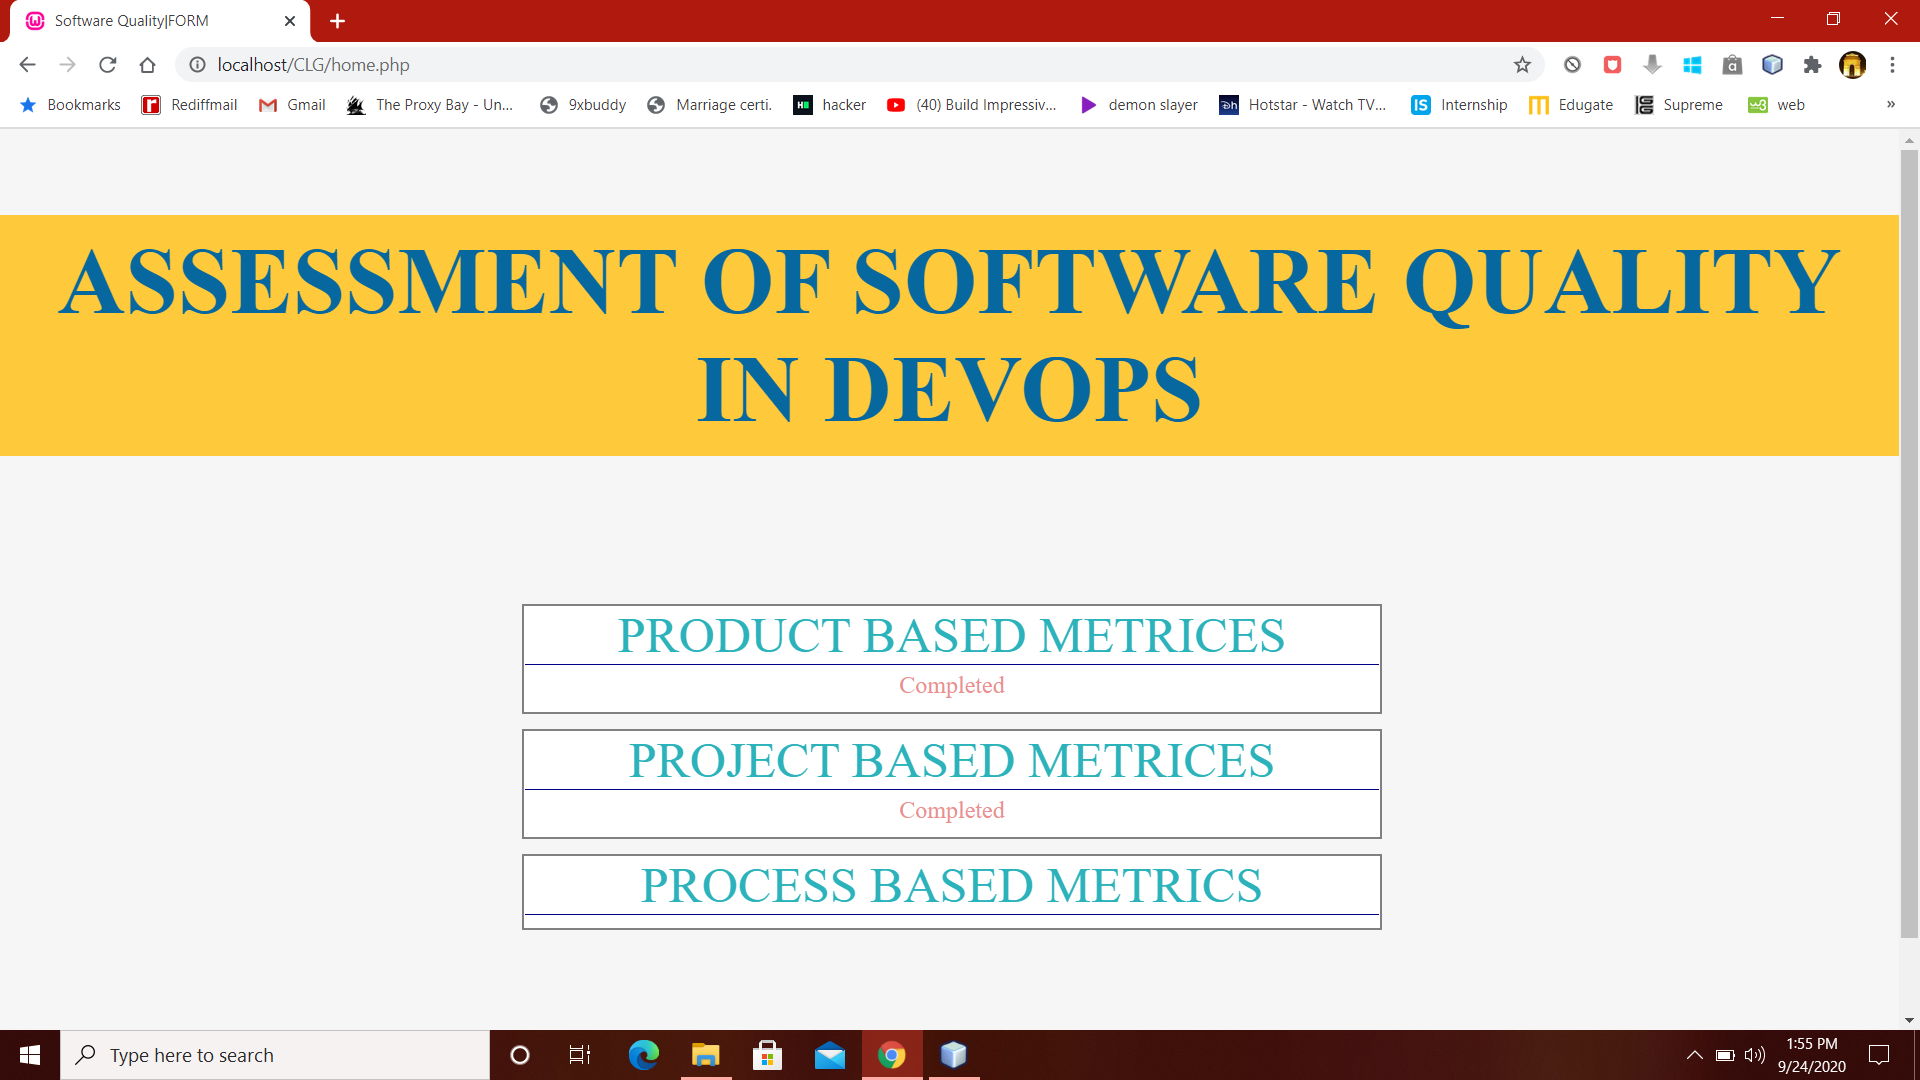 Software Quality|FORM
localhost/CLG/home.php
Bookmarks Rediffmail Gmail The Proxy Bay - Un... 9xbuddy Marriage certi. hacker (40) Build Impressiv... demon slayer Hotstar - Watch TV... Internship Edugate Supreme web »
ASSESSMENT OF SOFTWARE QUALITY
IN DEVOPS
PRODUCT BASED METRICES
Completed
PROJECT BASED METRICES
Completed
PROCESS BASED METRICS
Type here to search
1:55 PM
9/24/2020